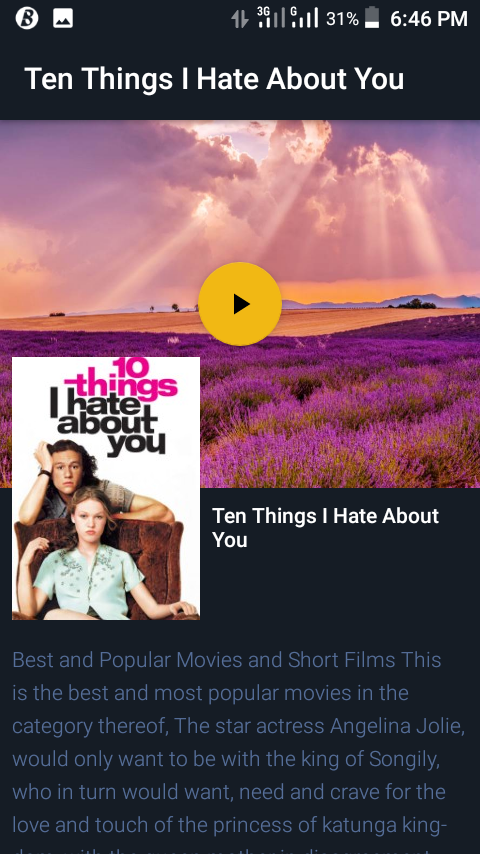 3G G 31% 6:46 PM
Ten Things I Hate About You
10
things
I hate
about
you
Ten Things I Hate About
You
Best and Popular Movies and Short Films This
is the best and most popular movies in the
category thereof, The star actress Angelina Jolie,
would only want to be with the king of Songily,
who in turn would want, need and crave for the
love and touch of the princess of katunga king-